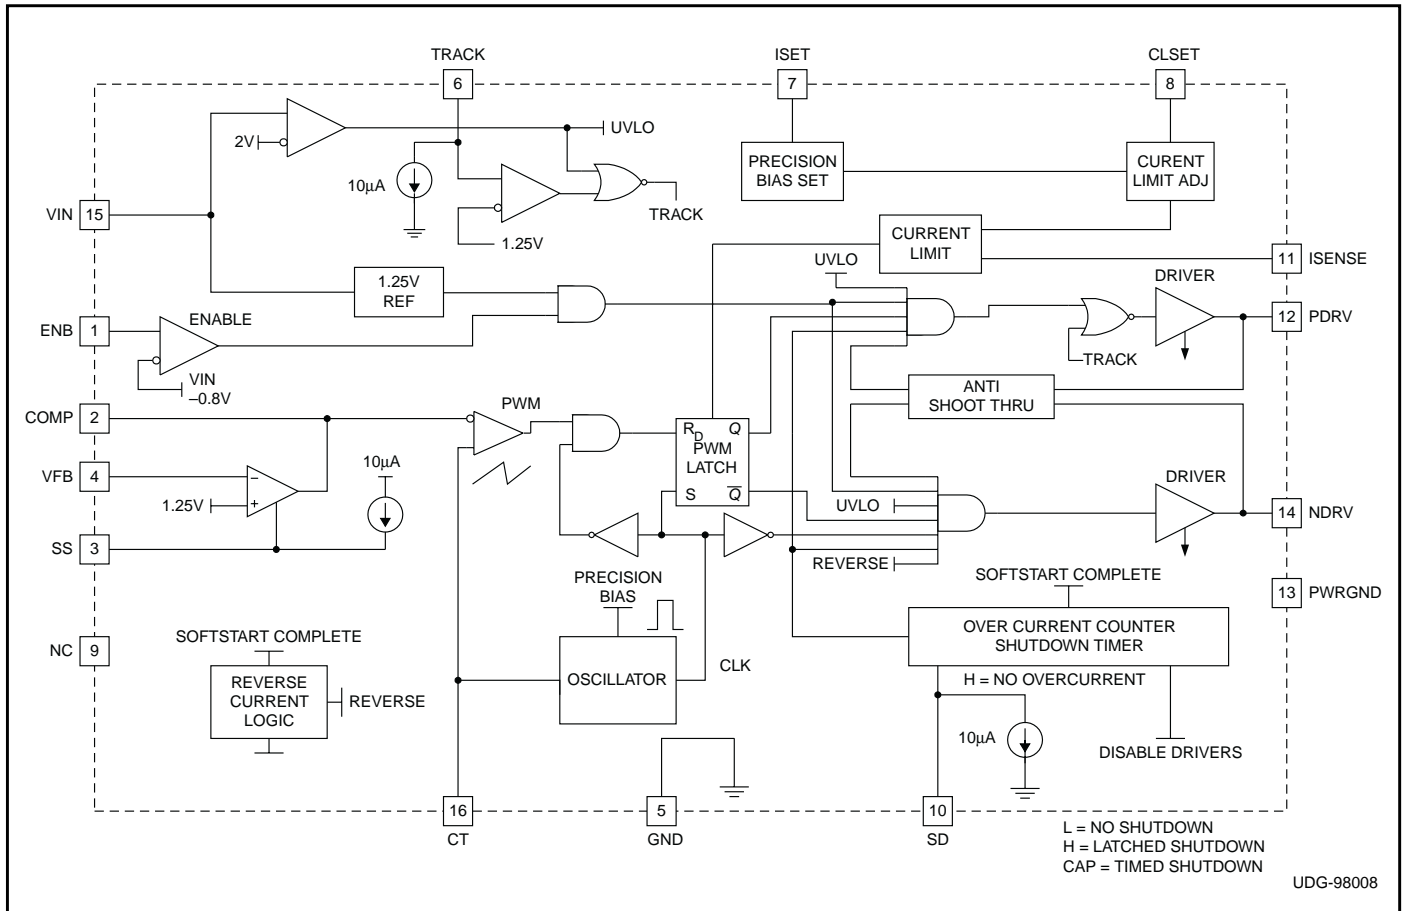 TRACK
6
ISET
7
CLSET
8
UVLO
2V
10µA
PRECISION
BIAS SET
CURENT
LIMIT ADJ
VIN
15
TRACK
1.25V
CURRENT
LIMIT
UVLO
11
ISENSE
1.25V
REF
DRIVER
ENB
1
ENABLE
12
PDRV
VIN
–0.8V
TRACK
ANTI
SHOOT THRU
COMP
2
PWM
RD Q
PWM
LATCH
S Q
VFB
4
10µA
–
+
1.25V
DRIVER
UVLO
14
NDRV
SS
3
REVERSE
PRECISION
BIAS
SOFTSTART COMPLETE
13
PWRGND
OVER CURRENT COUNTER
SHUTDOWN TIMER
NC
9
SOFTSTART COMPLETE
REVERSE
CURRENT
LOGIC
REVERSE
OSCILLATOR
CLK
H = NO OVERCURRENT
10µA
DISABLE DRIVERS
16
CT
5
GND
10
SD
L = NO SHUTDOWN
H = LATCHED SHUTDOWN
CAP = TIMED SHUTDOWN
UDG-98008